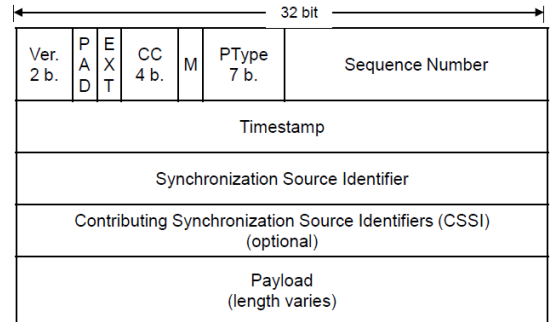 32 bit
Ver.
2 b.
P
A
D
E
X
T
CC
4 b.
M
PType
7 b.
Sequence Number
Timestamp
Synchronization Source Identifier
Contributing Synchronization Source Identifiers (CSSI)
(optional)
Payload
(length varies)